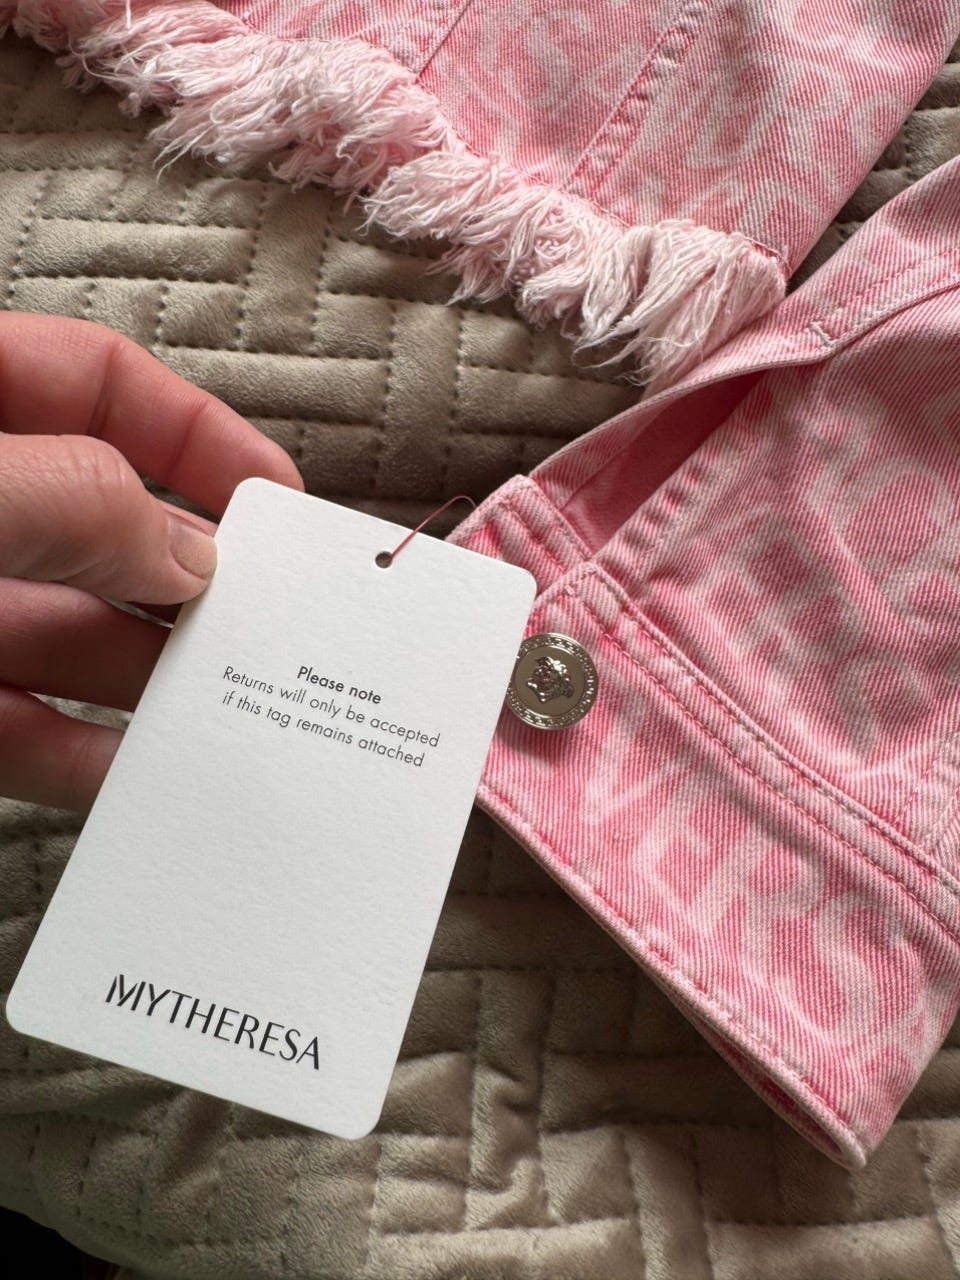 Please note
Returns will only be accepted
if this tag remains attached
MYTHERESA